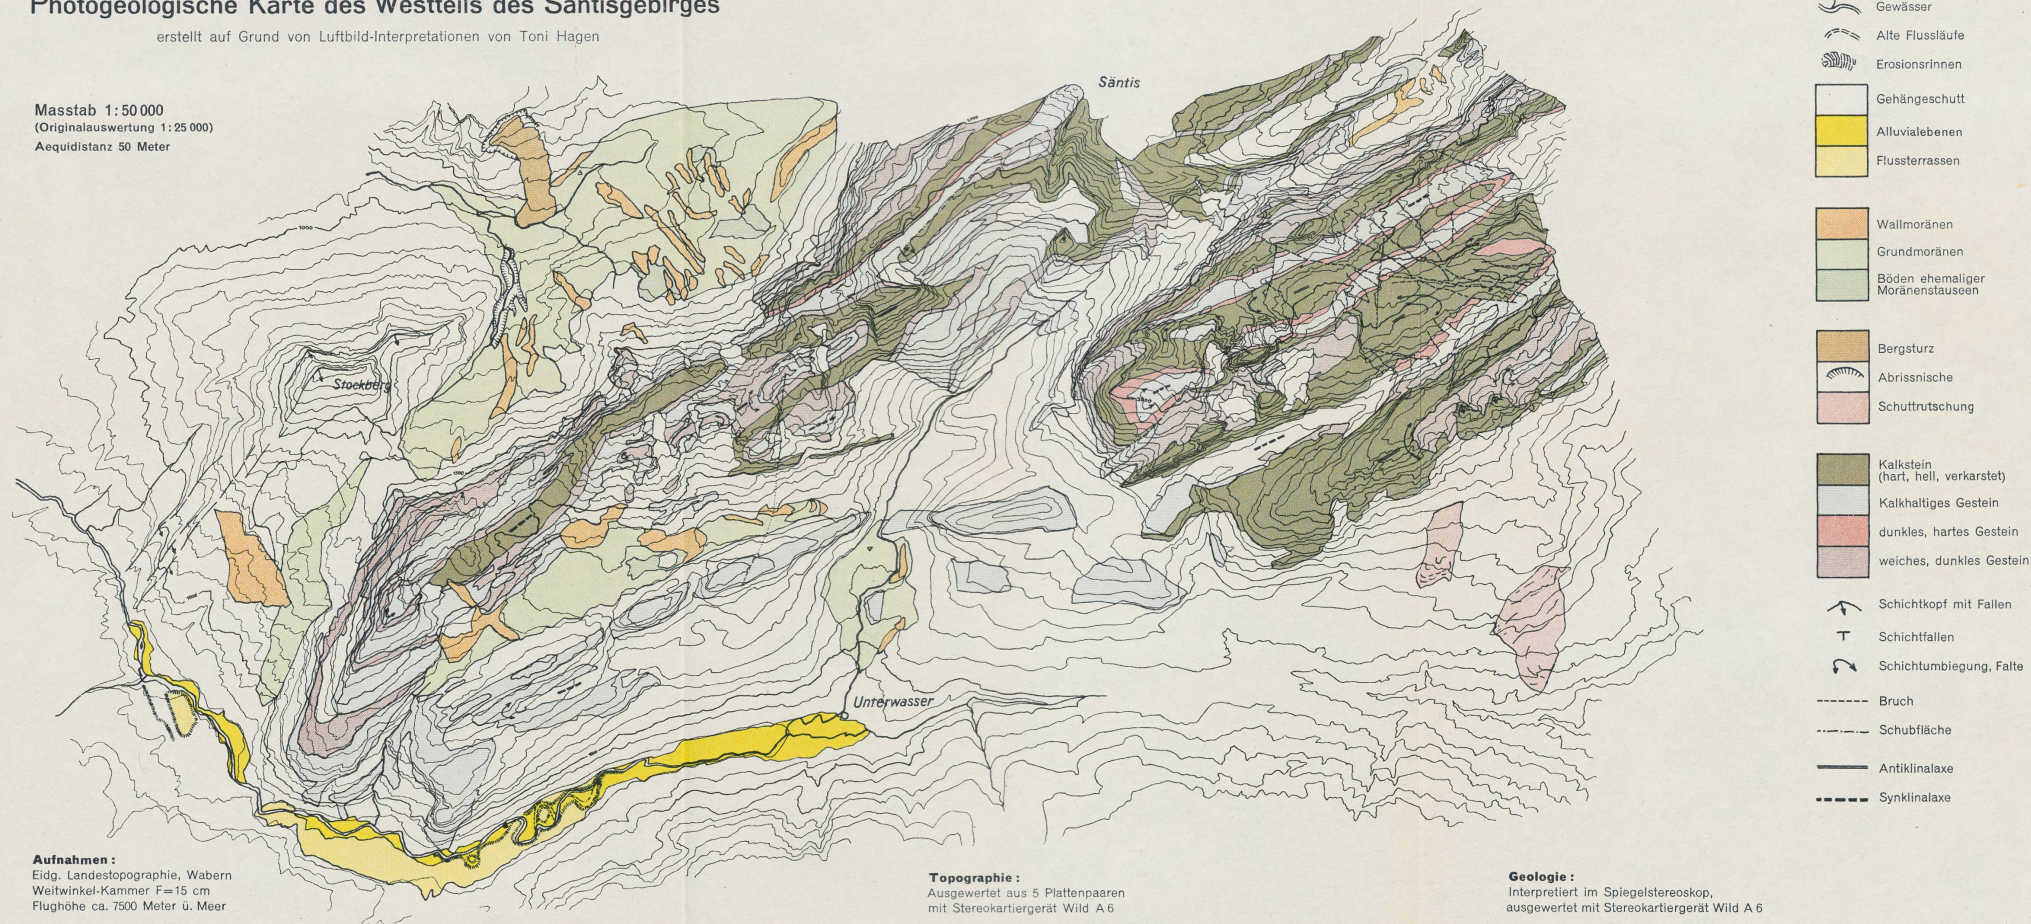 Photogeologische Karte des Westteils des Säntisgebirges
erstellt auf Grund von Luftbild-Interpretationen von Toni Hagen
Masstab 1:50 000
(Originalauswertung 1:25 000)
Aequidistanz 50 Meter
Säntis
1000
Stockberg
1500
Unterwasser
Gewässer
Alte Flussläufe
Erosionsrinnen
Gehängeschutt
Alluvialebenen
Flussterrassen
Wallmoränen
Grundmoränen
Böden ehemaliger
Moränenstauseen
Bergsturz
Abrissnische
Schuttrutschung
Kalkstein
(hart, hell, verkarstet)
Kalkhaltiges Gestein
dunkles, hartes Gestein
weiches, dunkles Gestein
Schichtkopf mit Fallen
Schichtfallen
Schichtumbiegung, Falte
Bruch
Schubfläche
Antiklinalaxe
Synklinalaxe
Aufnahmen:
Eidg. Landestopographie, Wabern
Weitwinkel-Kammer F=15 cm
Flughöhe ca. 7500 Meter ü. Meer
Topographie:
Ausgewertet aus 5 Plattenpaaren
mit Stereokartiergerät Wild A 6
Geologie:
Interpretiert im Spiegelstereoskop,
ausgewertet mit Stereokartiergerät Wild A 6